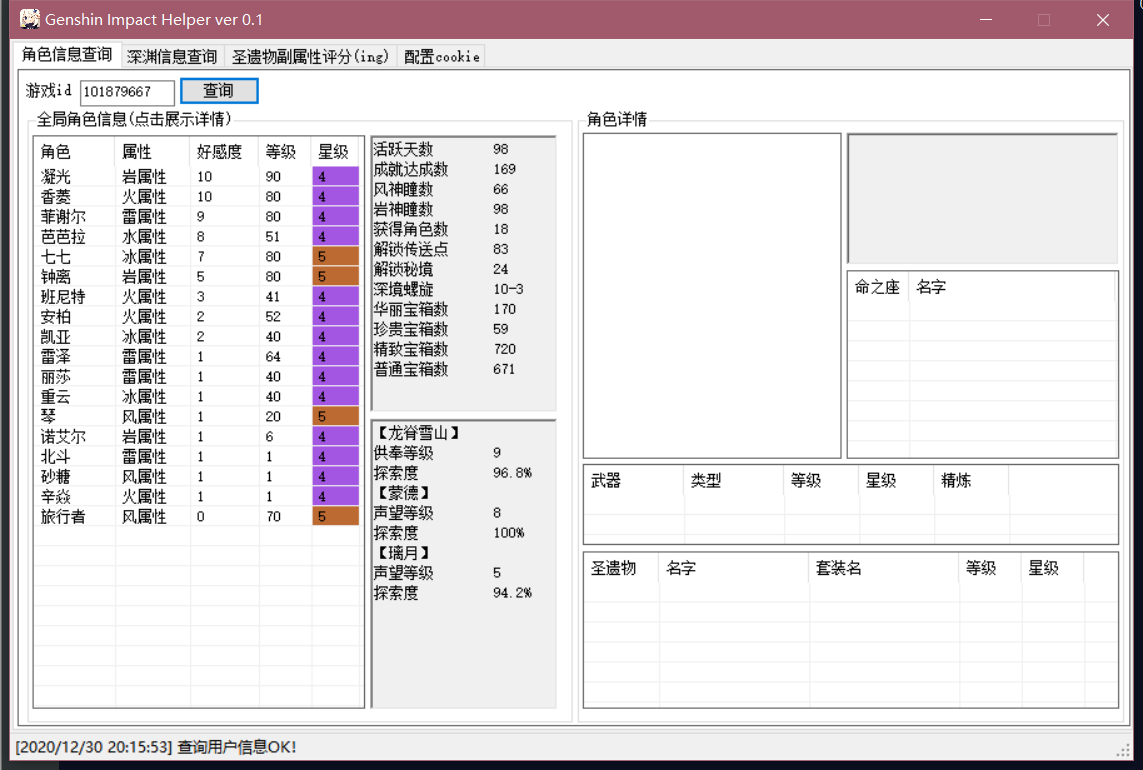 Genshin Impact Helper ver 0.1
角色信息查询 深渊信息查询 圣遗物副属性评分(ing) 配置cookie
游戏id 101879667 查询
全局角色信息(点击展示详情)
角色 属性 好感度 等级 星级
凝光 岩属性 10 90 4
香菱 火属性 10 80 4
菲谢尔 雷属性 9 80 4
芭芭拉 水属性 8 51 4
七七 冰属性 7 80 5
钟离 岩属性 5 80 5
班尼特 火属性 3 41 4
安柏 火属性 2 52 4
凯亚 冰属性 2 40 4
雷泽 雷属性 1 64 4
丽莎 雷属性 1 40 4
重云 冰属性 1 40 4
琴 风属性 1 20 5
诺艾尔 岩属性 1 6 4
北斗 雷属性 1 1 4
砂糖 风属性 1 1 4
辛焱 火属性 1 1 4
旅行者 风属性 0 70 5
活跃天数 98
成就达成数 169
风神瞳数 66
岩神瞳数 98
获得角色数 18
解锁传送点 83
解锁秘境 24
深境螺旋 10-3
华丽宝箱数 170
珍贵宝箱数 59
精致宝箱数 720
普通宝箱数 671
【龙脊雪山】
供奉等级 9
探索度 96.8%
【蒙德】
声望等级 8
探索度 100%
【璃月】
声望等级 5
探索度 94.2%
角色详情
命之座 名字
武器 类型 等级 星级 精炼
圣遗物 名字 套装名 等级 星级
[2020/12/30 20:15:53] 查询用户信息OK!